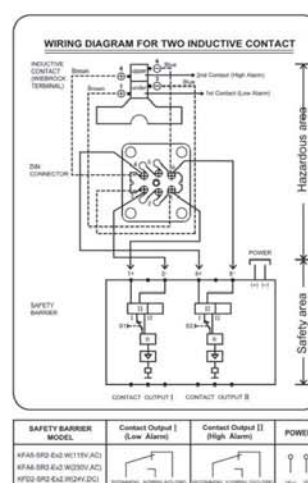 WIRING DIAGRAM FOR TWO INDUCTIVE CONTACT
INDUCTIVE
CONTACT
(WIEBROCK
TERMINAL)
Brown
Blue
Brown
Blue
2nd Contact (High Alarm)
1st Contact (Low Alarm)
CONNECTOR
Hazardous area
POWER
SAFETY
BARRIER
Safety area
CONTACT OUTPUT I CONTACT OUTPUT II
SAFETY BARRIER
MODEL
Contact Output I
(Low Alarm)
Contact Output II
(High Alarm)
POWER
KFA5-SR2-Ex2.W(115V,AC)
KFA6-SR2-Ex2.W(230V,AC)
KFD2-SR2-Ex2.W(24V,DC)